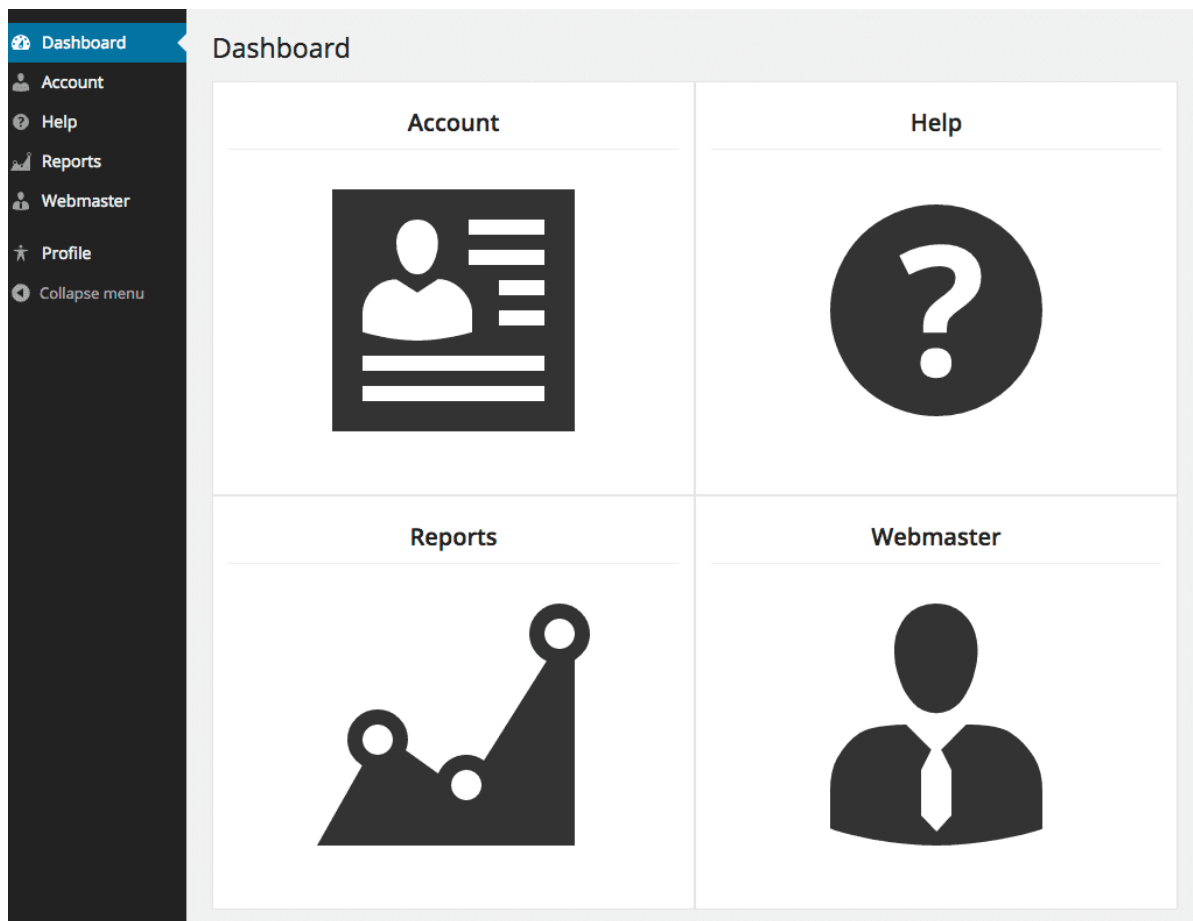 Dashboard
Account
Help
Reports
Webmaster
Profile
Collapse menu
Dashboard
Account
Help
?
Reports
Webmaster